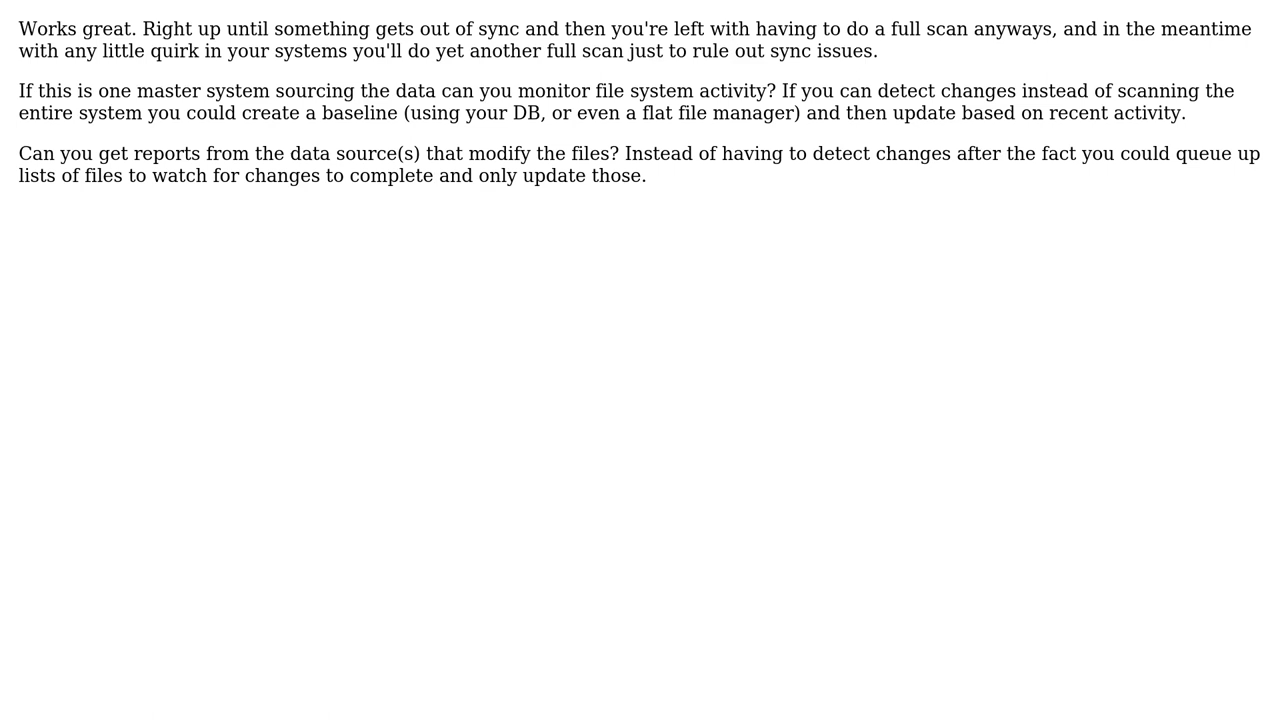 Works great. Right up until something gets out of sync and then you're left with having to do a full scan anyways, and in the meantime
with any little quirk in your systems you'll do yet another full scan just to rule out sync issues.
If this is one master system sourcing the data can you monitor file system activity? If you can detect changes instead of scanning the
entire system you could create a baseline (using your DB, or even a flat file manager) and then update based on recent activity.
Can you get reports from the data source(s) that modify the files? Instead of having to detect changes after the fact you could queue up
lists of files to watch for changes to complete and only update those.